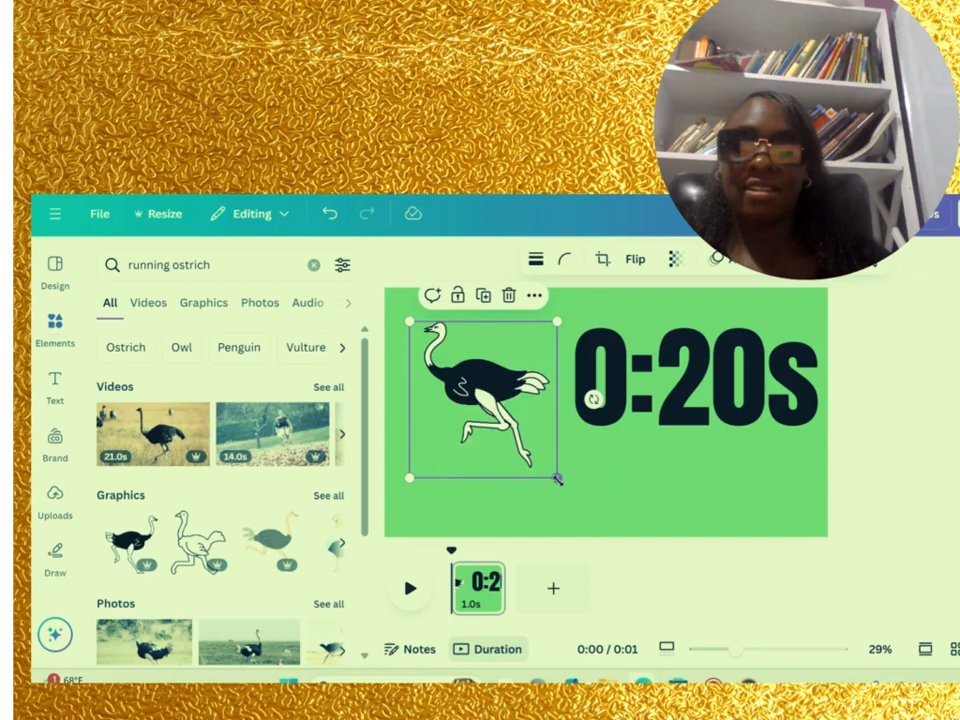 File Resize Editing
running ostrich
Flip
Design
All Videos Graphics Photos Audio
Elements
Ostrich Owl Penguin Vulture
0:20s
Text
Videos See all
Brand
21.0s 14.0s
Uploads
Graphics See all
Draw
0:2
1.0s
Photos See all
Notes Duration 0:00 / 0:01 29%
1 68°F